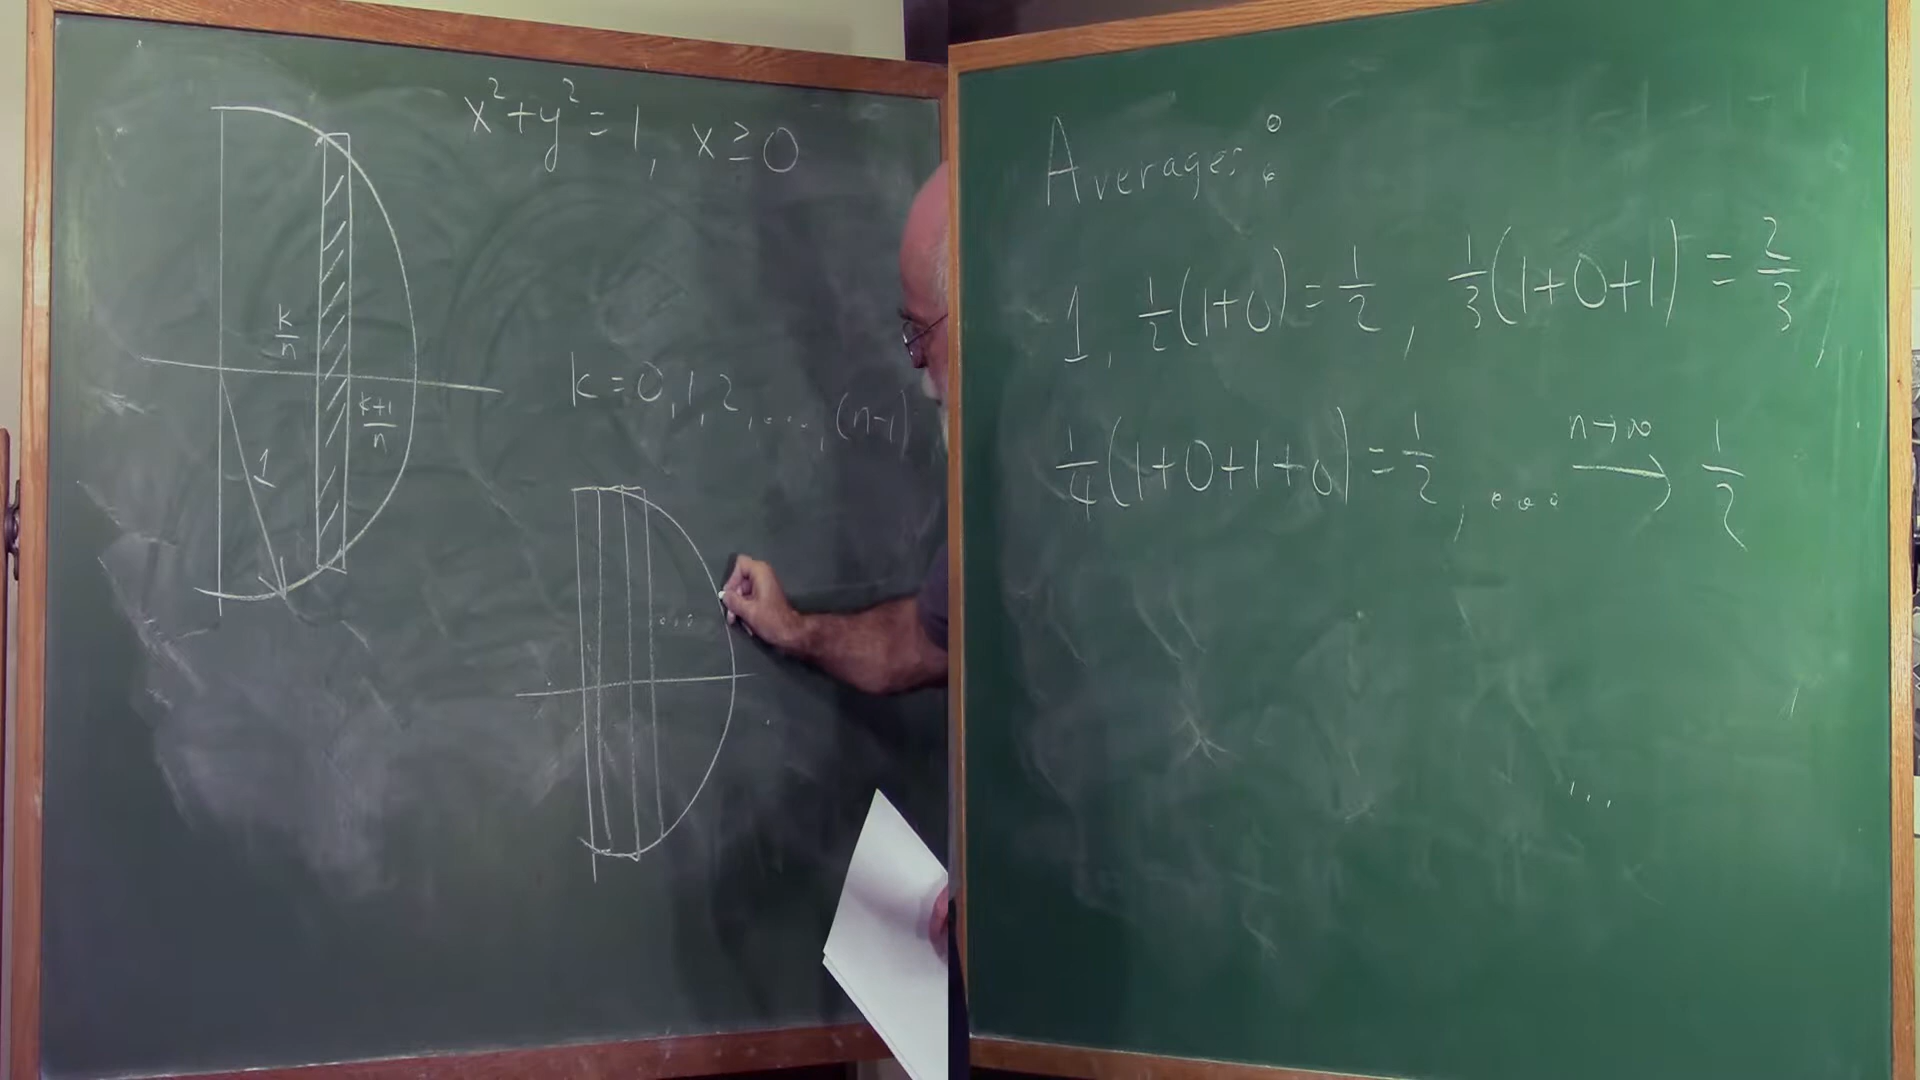 x² + y² = 1, x ≥ 0
k/n
k+1/n
1
k = 0, 1, 2, ..., (n-1)
...
Averages:
1, 1/2(1+0) = 1/2, 1/3(1+0+1) = 2/3,
1/4(1+0+1+0) = 1/2, ... n→∞ ⟶ 1/2
...